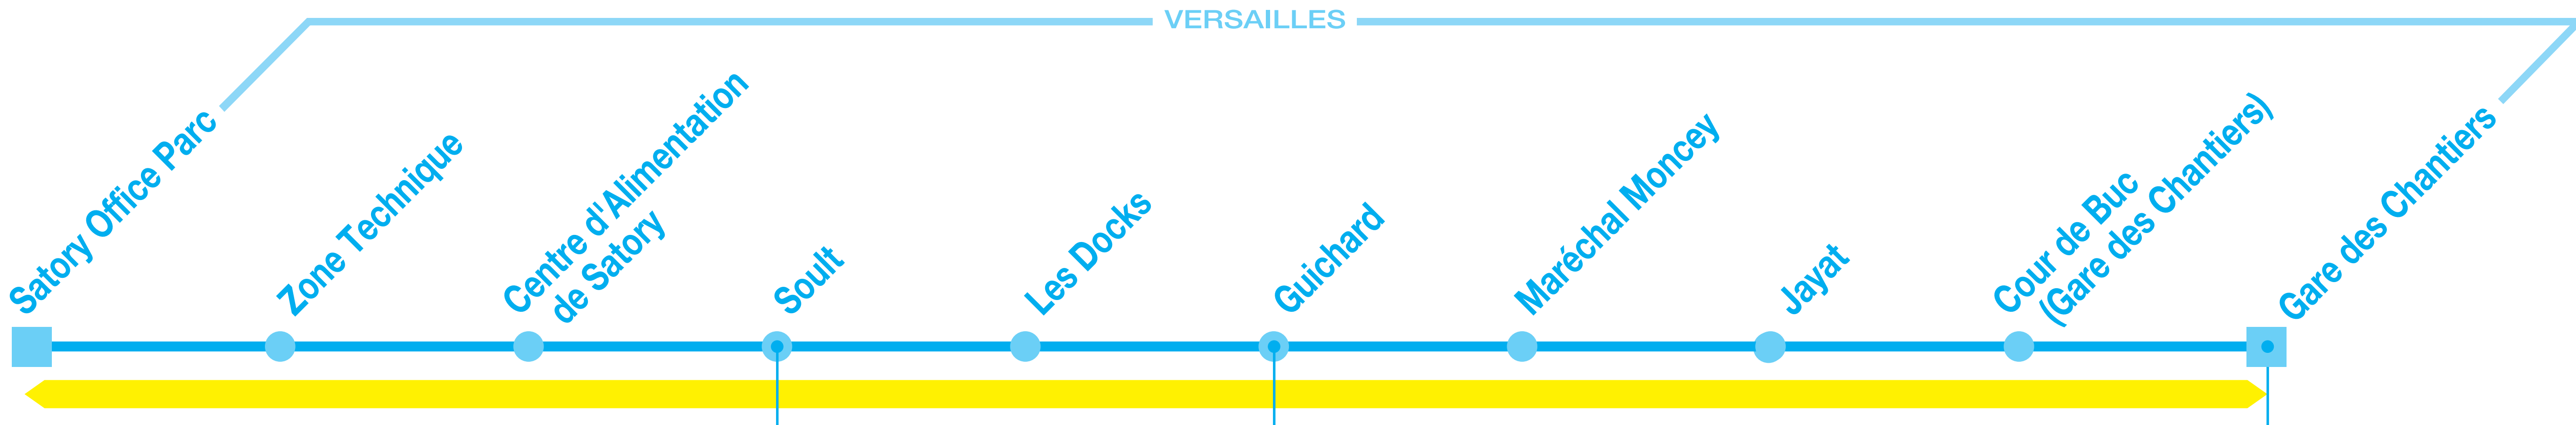 VERSAILLES
Satory Office Parc
Zone Technique
Centre d'Alimentation
de Satory
Soult
Les Docks
Guichard
Maréchal Moncey
Jayat
Cour de Buc
(Gare des Chantiers)
Gare des Chantiers